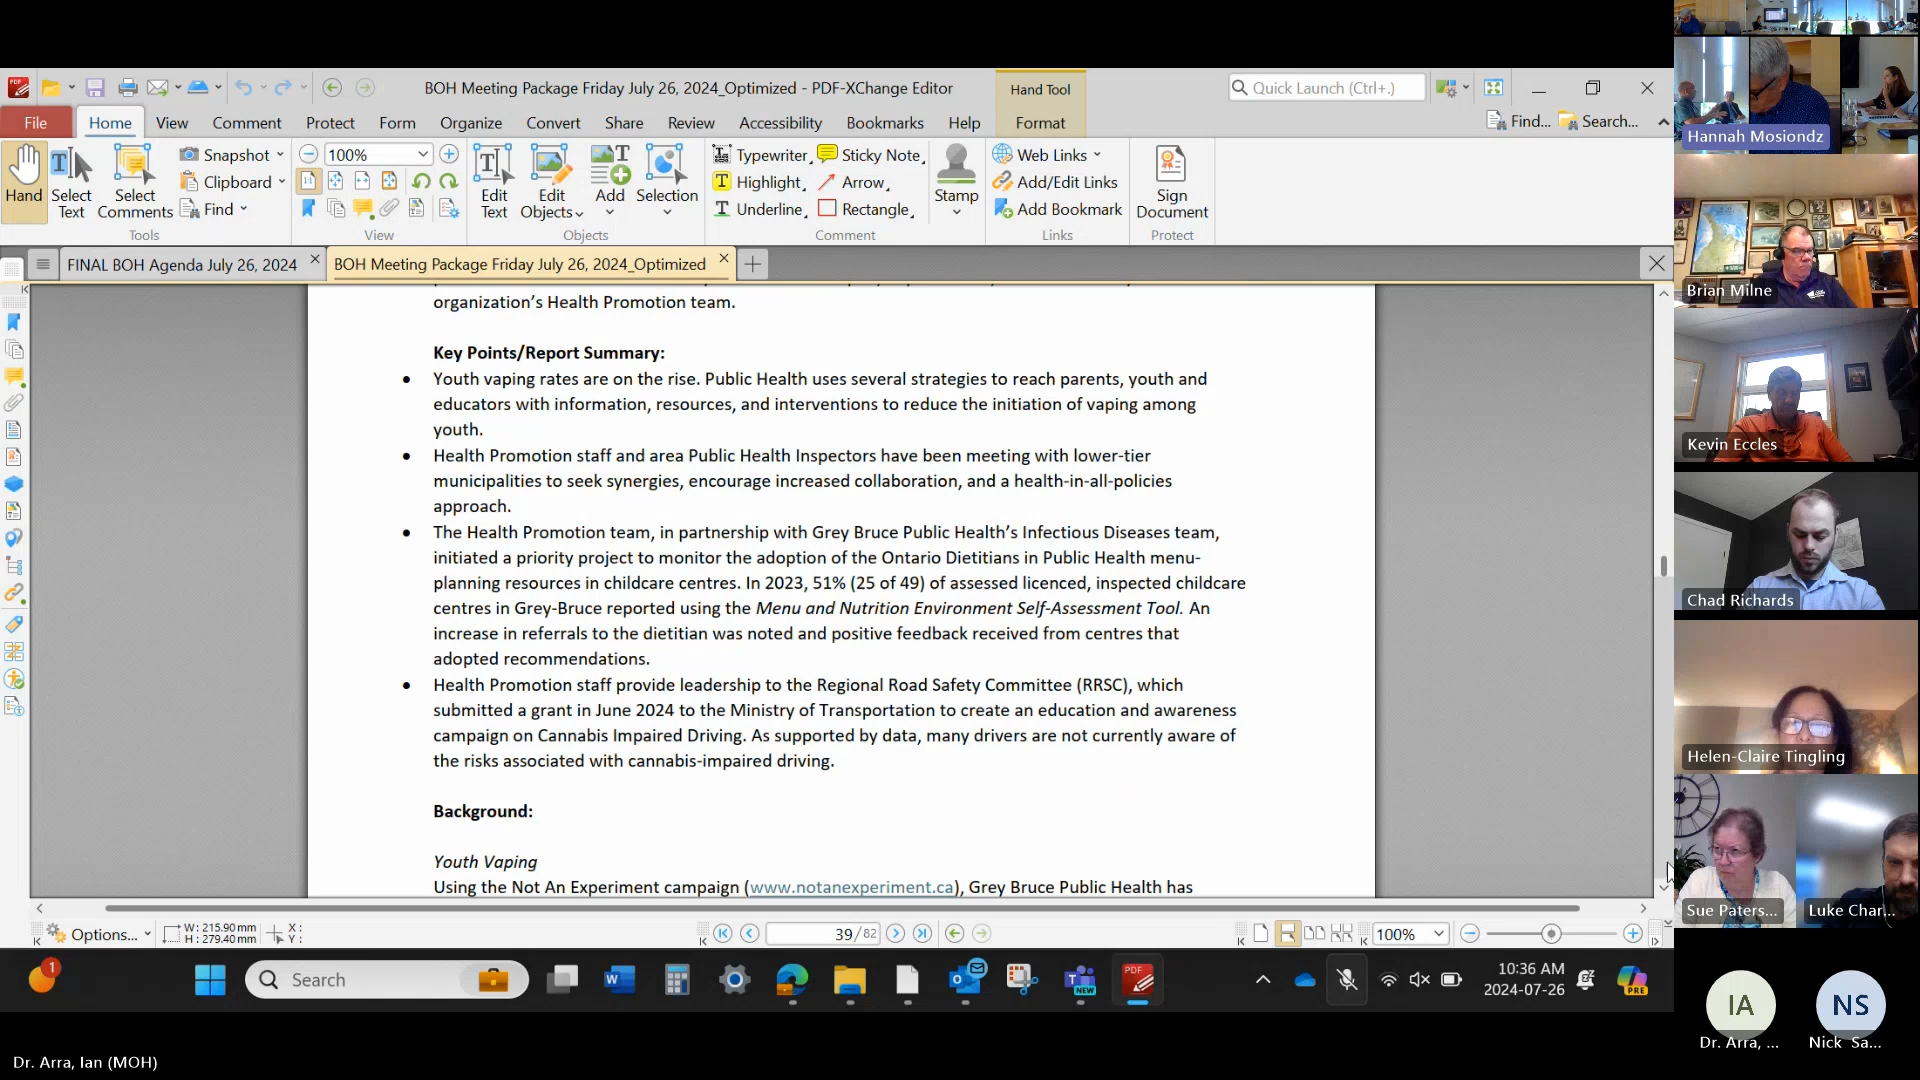 BOH Meeting Package Friday July 26, 2024_Optimized - PDF-XChange Editor
Hand Tool
Quick Launch (Ctrl+.)
File Home View Comment Protect Form Organize Convert Share Review Accessibility Bookmarks Help Format
Find... Search...
Hand
Select Text
Select Comments
Snapshot
Clipboard
Find
Tools
100%
View
Edit Text
Edit Objects
Add
Selection
Objects
Typewriter
Highlight
Underline
Sticky Note
Arrow
Rectangle
Stamp
Comment
Web Links
Add/Edit Links
Add Bookmark
Links
Sign Document
Protect
FINAL BOH Agenda July 26, 2024
BOH Meeting Package Friday July 26, 2024_Optimized
organization’s Health Promotion team.
Key Points/Report Summary:
• Youth vaping rates are on the rise. Public Health uses several strategies to reach parents, youth and
educators with information, resources, and interventions to reduce the initiation of vaping among
youth.
• Health Promotion staff and area Public Health Inspectors have been meeting with lower-tier
municipalities to seek synergies, encourage increased collaboration, and a health-in-all-policies
approach.
• The Health Promotion team, in partnership with Grey Bruce Public Health’s Infectious Diseases team,
initiated a priority project to monitor the adoption of the Ontario Dietitians in Public Health menu-
planning resources in childcare centres. In 2023, 51% (25 of 49) of assessed licenced, inspected childcare
centres in Grey-Bruce reported using the Menu and Nutrition Environment Self-Assessment Tool. An
increase in referrals to the dietitian was noted and positive feedback received from centres that
adopted recommendations.
• Health Promotion staff provide leadership to the Regional Road Safety Committee (RRSC), which
submitted a grant in June 2024 to the Ministry of Transportation to create an education and awareness
campaign on Cannabis Impaired Driving. As supported by data, many drivers are not currently aware of
the risks associated with cannabis-impaired driving.
Background:
Youth Vaping
Using the Not An Experiment campaign (www.notanexperiment.ca), Grey Bruce Public Health has
Options...
W: 215.90mm
H: 279.40mm
X:
Y:
39 / 82
100%
1
Search
NEW
PDF
10:36 AM
2024-07-26
PRE
Dr. Arra, Ian (MOH)
Hannah Mosiondz
Brian Milne
Kevin Eccles
Chad Richards
Helen-Claire Tingling
Sue Paters...
Luke Char...
IA
Dr. Arra, ...
NS
Nick Sa...